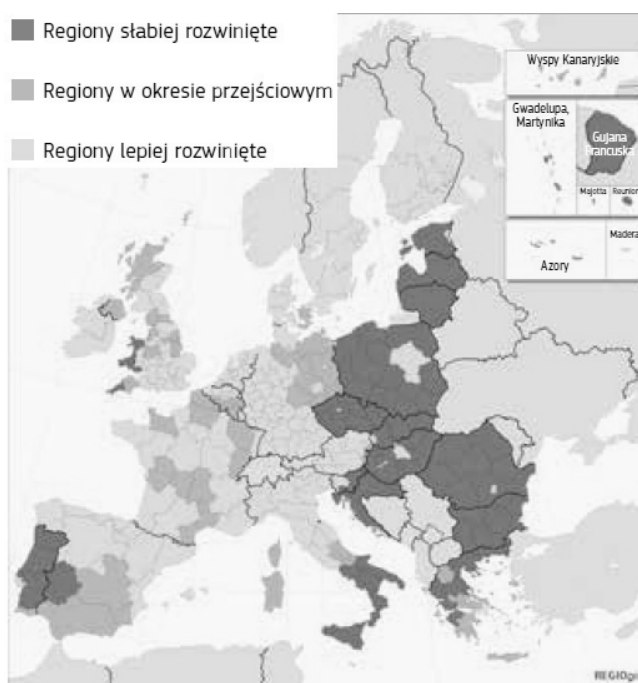 Regiony słabiej rozwinięte
Regiony w okresie przejściowym
Regiony lepiej rozwinięte
Wyspy Kanaryjskie
Gwadelupa,
Martynika
Gujana
Francuska
Majotta
Reunion
Azory
Madera
REGIOgi